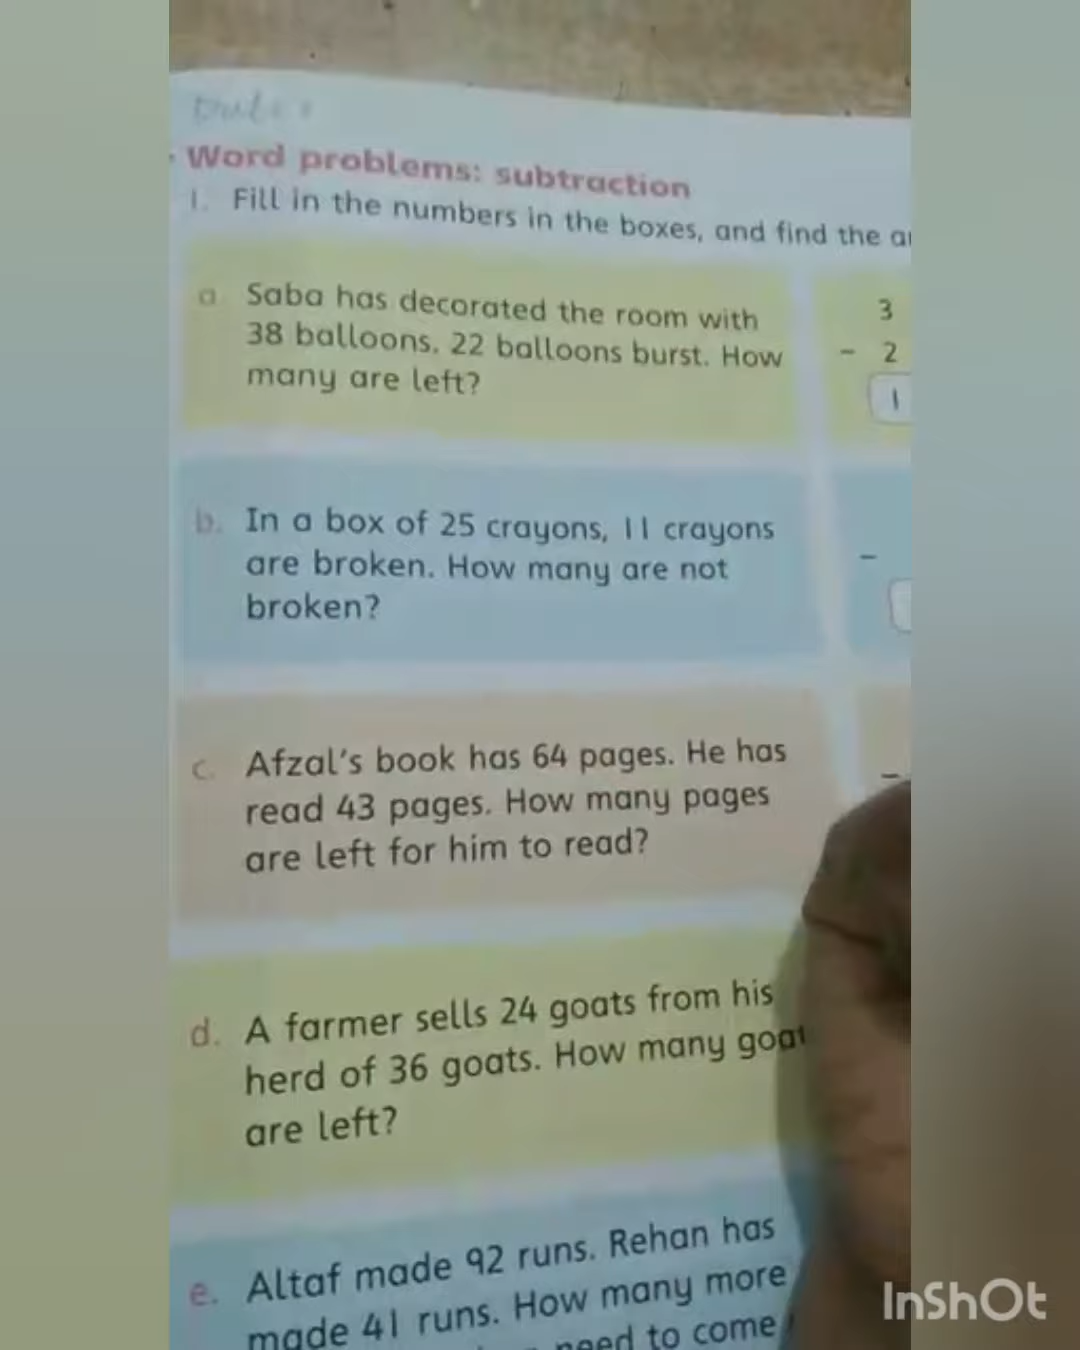 Word problems: subtraction
1. Fill in the numbers in the boxes, and find the
a. Saba has decorated the room with
38 balloons. 22 balloons burst. How
many are left?
3
- 2
1
b. In a box of 25 crayons, 11 crayons
are broken. How many are not
broken?
-
c. Afzal's book has 64 pages. He has
read 43 pages. How many pages
are left for him to read?
-
d. A farmer sells 24 goats from his
herd of 36 goats. How many goat
are left?
e. Altaf made 92 runs. Rehan has
made 41 runs. How many more
need to come
InShOt